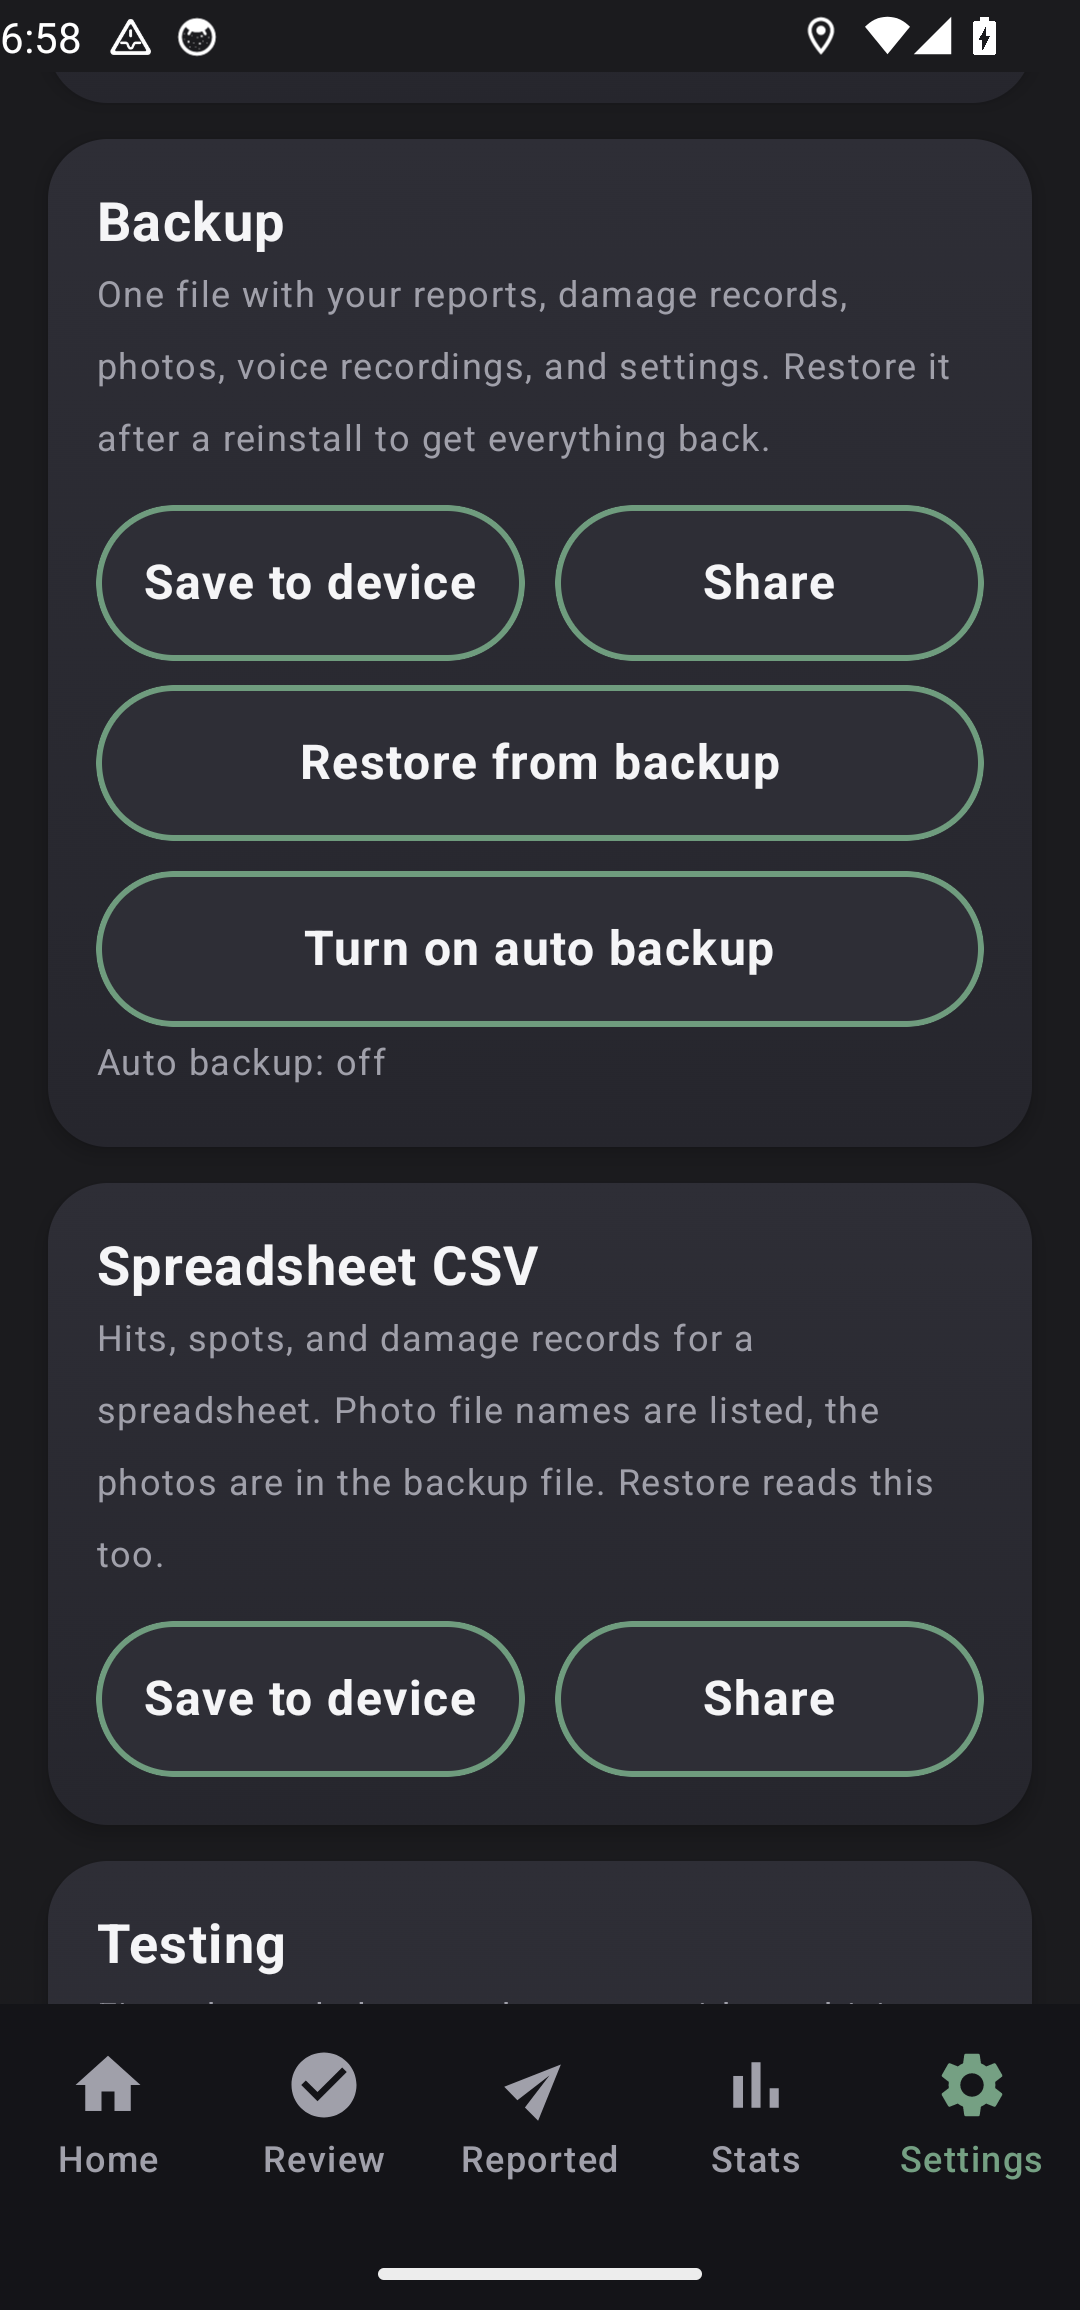 6:58
Backup
One file with your reports, damage records,
photos, voice recordings, and settings. Restore it
after a reinstall to get everything back.
Save to device
Share
Restore from backup
Turn on auto backup
Auto backup: off
Spreadsheet CSV
Hits, spots, and damage records for a
spreadsheet. Photo file names are listed, the
photos are in the backup file. Restore reads this
too.
Save to device
Share
Testing
Home
Review
Reported
Stats
Settings